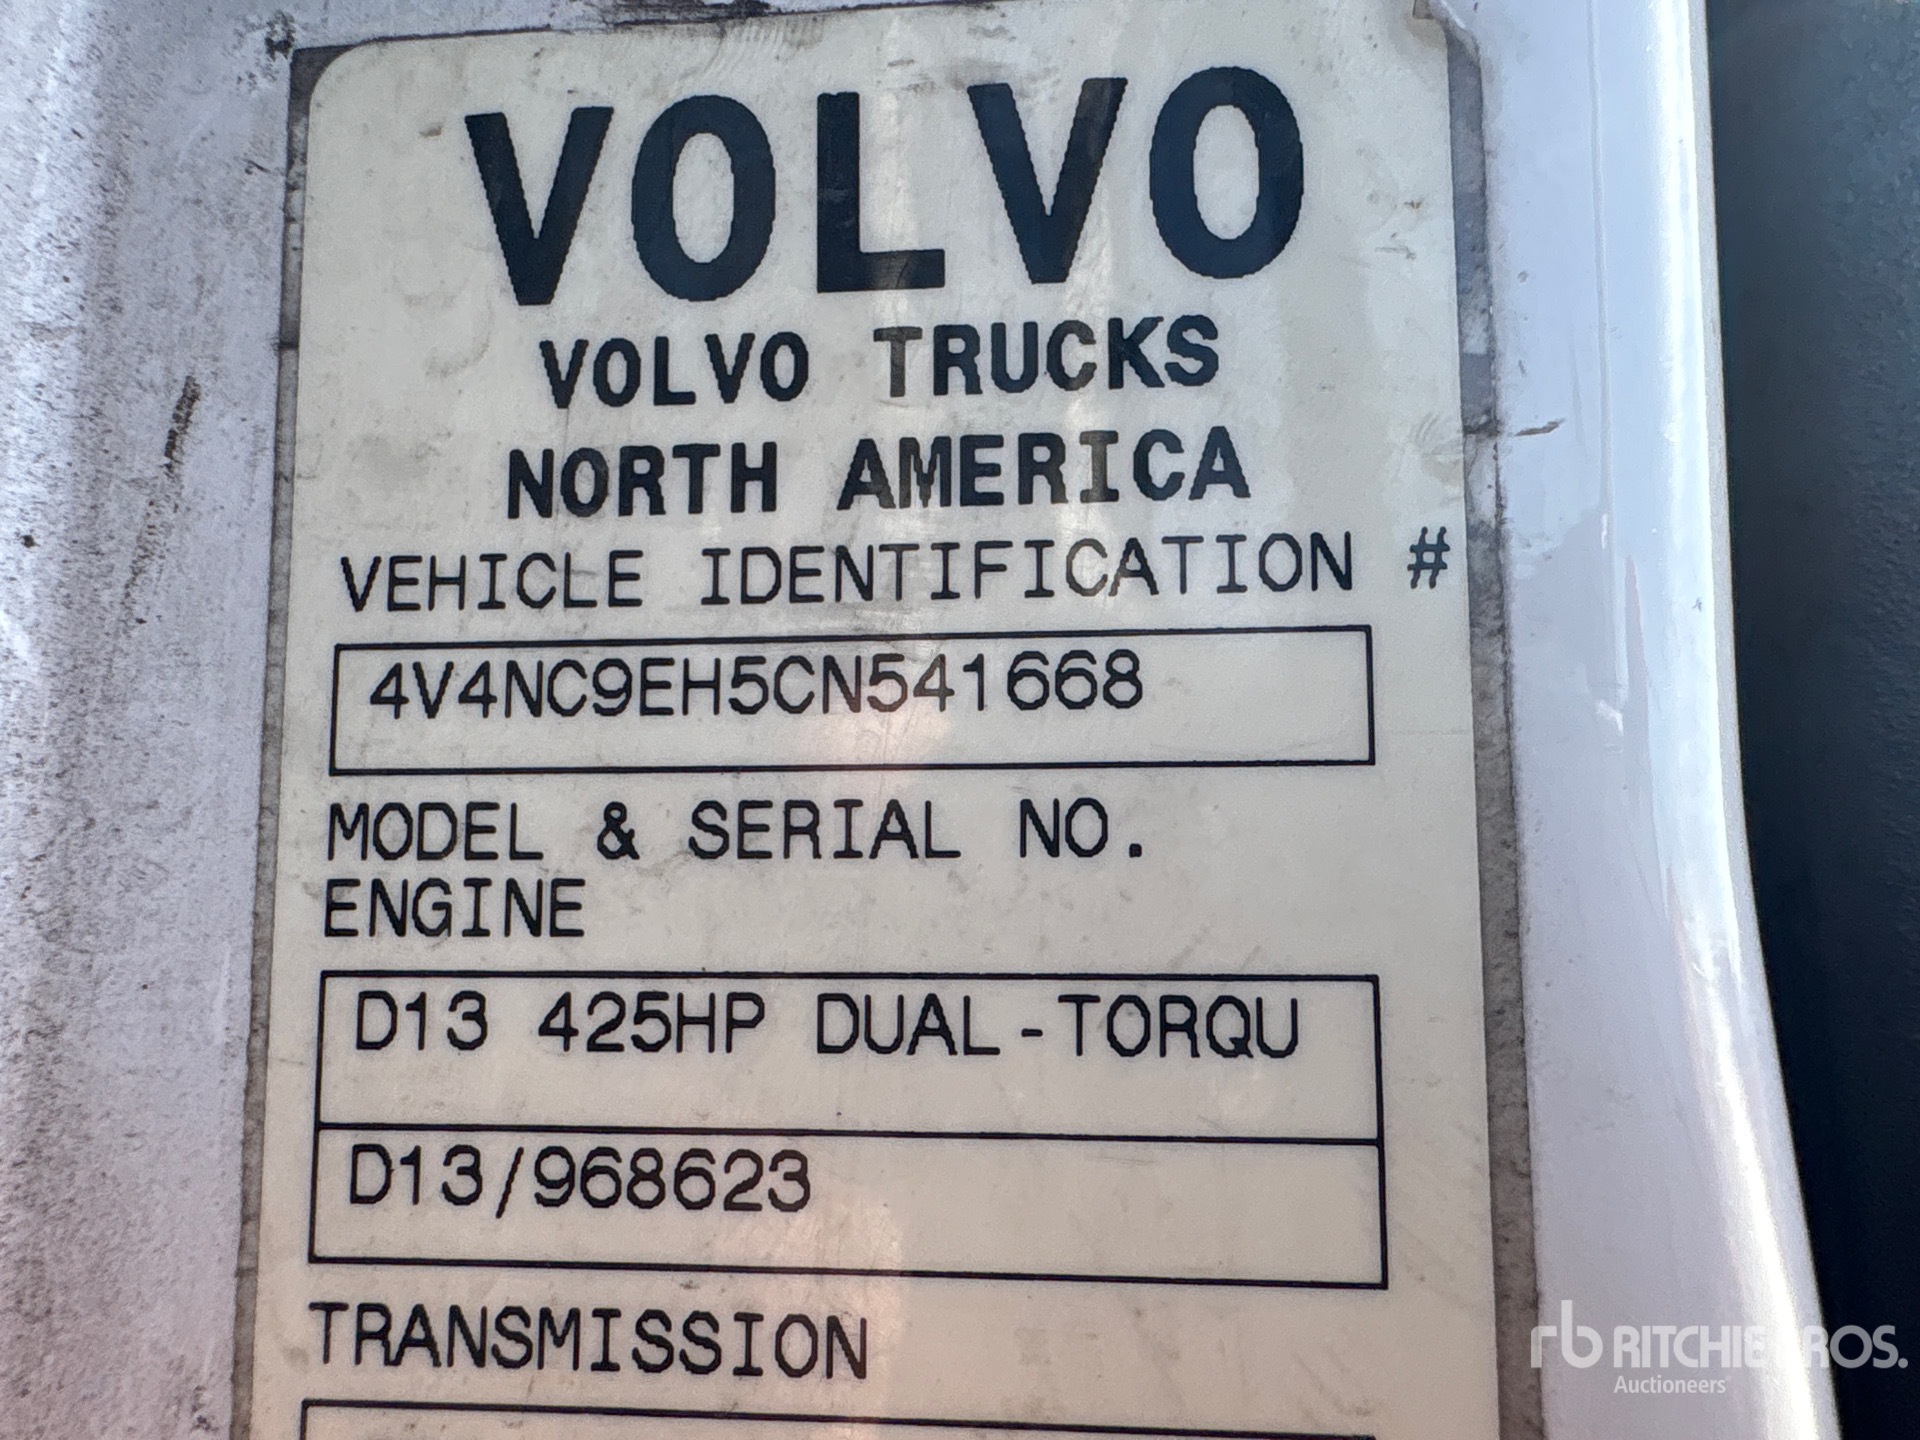 VOLVO
VOLVO TRUCKS
NORTH AMERICA
VEHICLE IDENTIFICATION #
4V4NC9EH5CN541668
MODEL & SERIAL NO.
ENGINE
D13 425HP DUAL-TORQU
D13/968623
TRANSMISSION
rb RITCHIE BROS.
Auctioneers